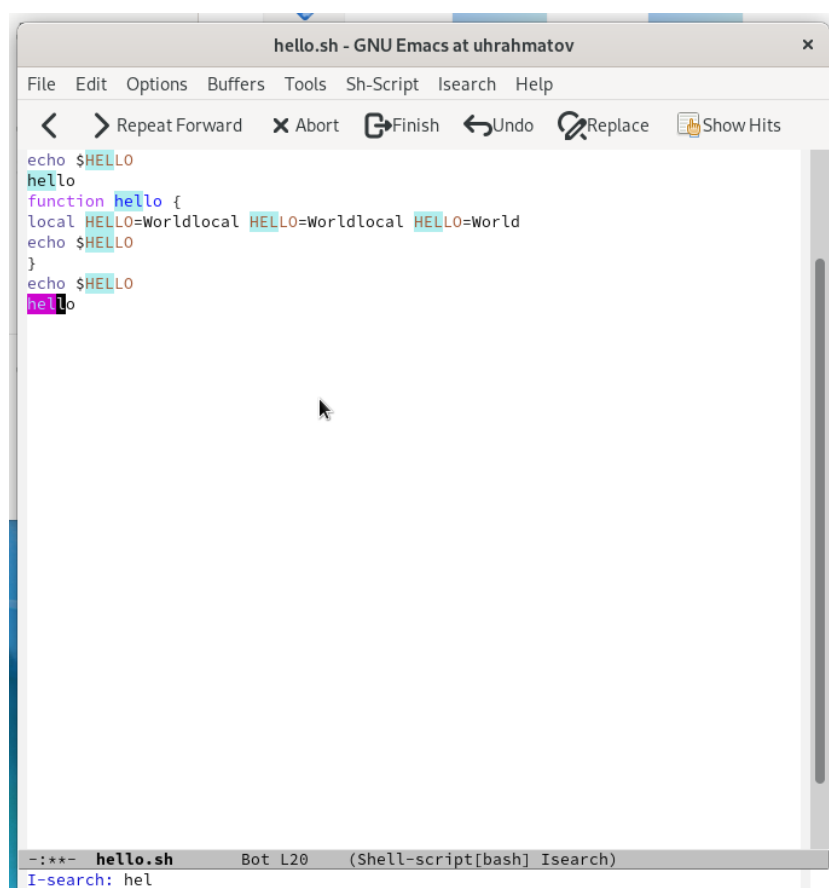 hello.sh - GNU Emacs at uhrahmatov ×
File Edit Options Buffers Tools Sh-Script Isearch Help
Repeat Forward Abort Finish Undo Replace Show Hits
echo $HELLO
hello
function hello {
local HELLO=Worldlocal HELLO=Worldlocal HELLO=World
echo $HELLO
}
echo $HELLO
hello
-:**- hello.sh Bot L20 (Shell-script[bash] Isearch)
I-search: hel